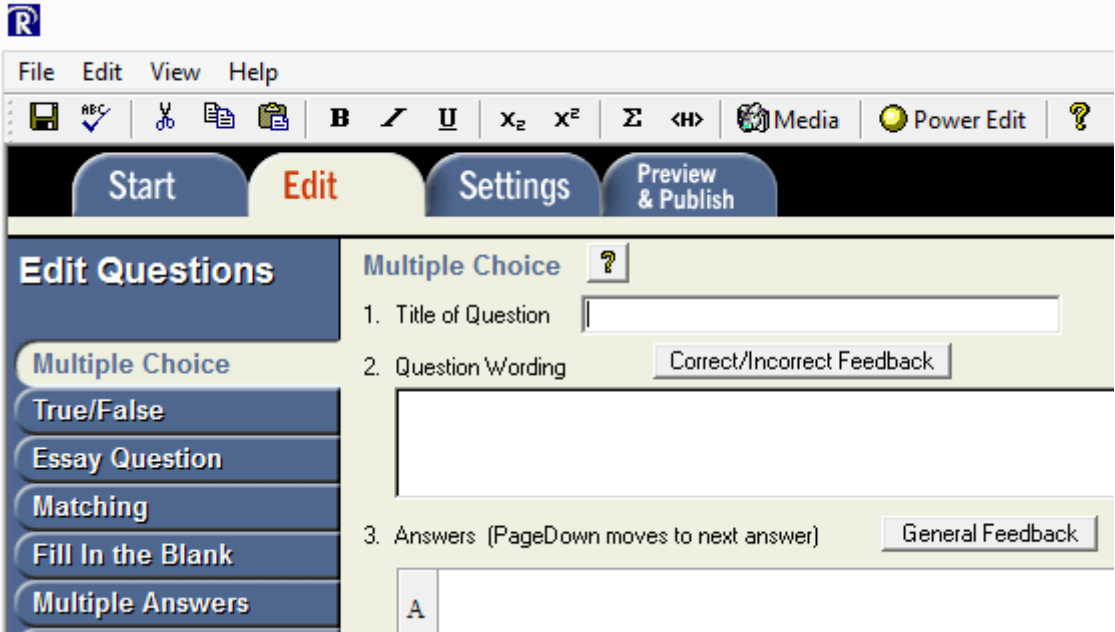 R
File Edit View Help
ABC B I U X₂ X² Σ <H> Media Power Edit ?
Start Edit Settings Preview & Publish
Edit Questions
Multiple Choice ?
1. Title of Question
Multiple Choice
2. Question Wording Correct/Incorrect Feedback
True/False
Essay Question
Matching
3. Answers (PageDown moves to next answer) General Feedback
Fill In the Blank
Multiple Answers
A